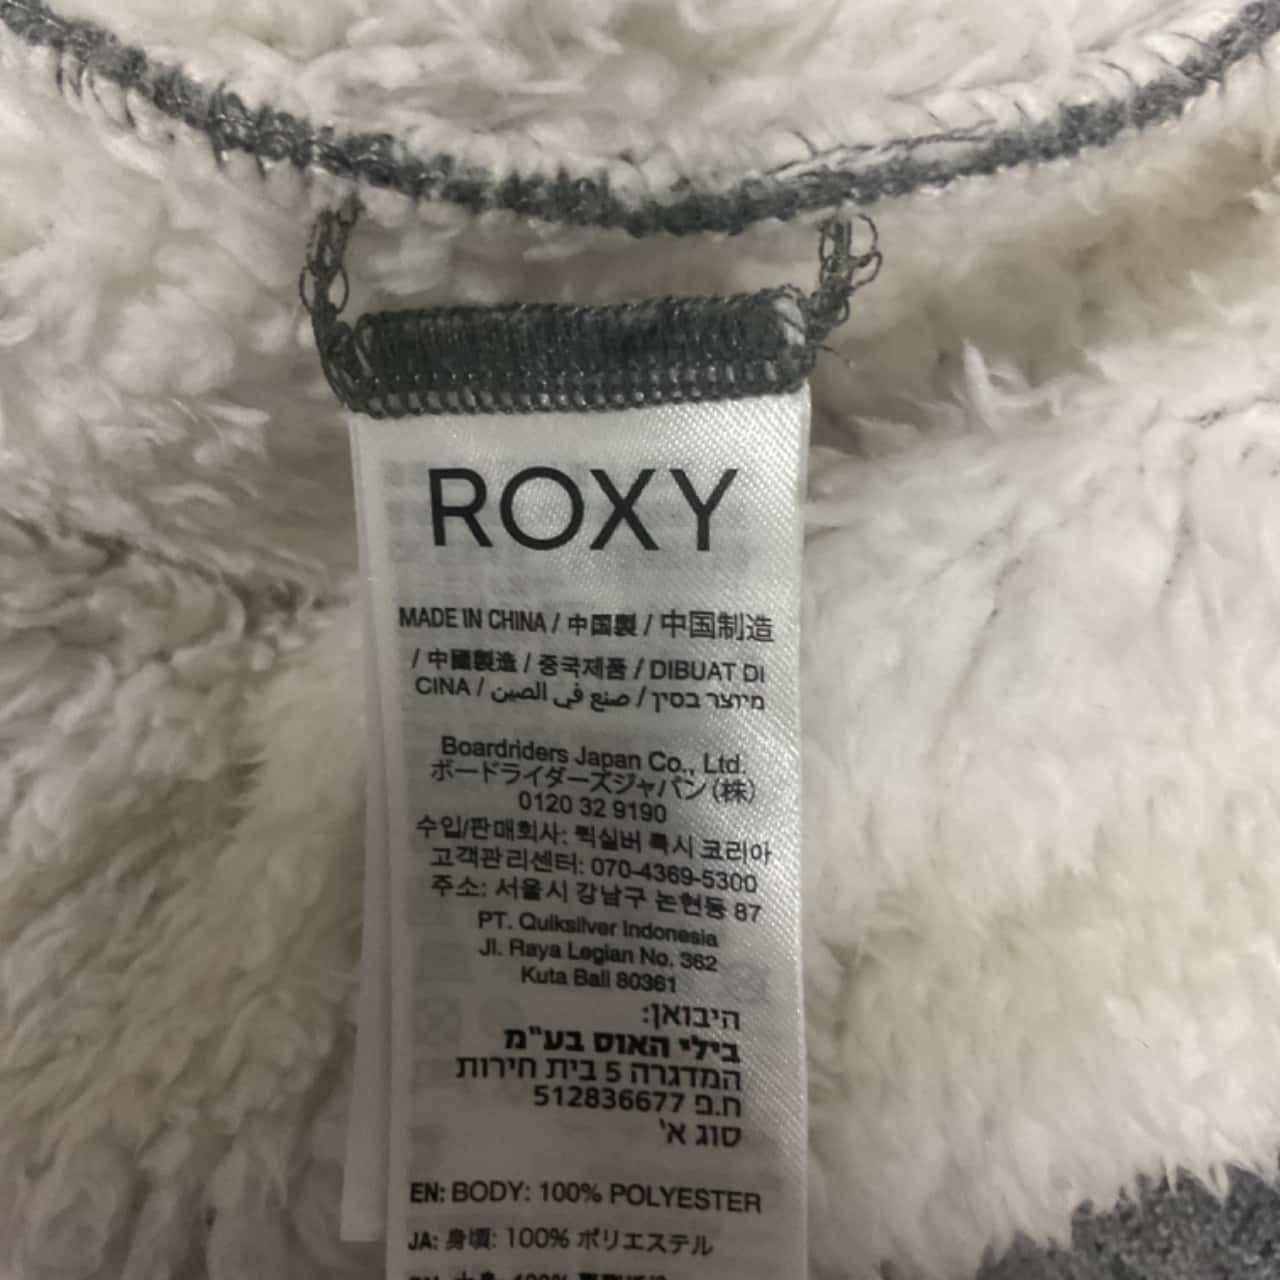 ROXY
MADE IN CHINA / 中国製 / 中国制造
/ 中國製造 / 중국제품 / DIBUAT DI
CINA / صنع في الصين / מיוצר בסין
Boardriders Japan Co., Ltd.
ボードライダーズジャパン（株）
0120 32 9190
수입/판매회사: 퀵실버 록시 코리아
고객관리센터: 070-4369-5300
주소: 서울시 강남구 논현동 87
PT. Quiksilver Indonesia
Jl. Raya Legian No. 362
Kuta Bali 80361
היבואן:
בילי האוס בע"מ
המדגרה 5 בית חירות
ח.פ 512836677
סוג א'
EN: BODY: 100% POLYESTER
JA: 身頃: 100% ポリエステル